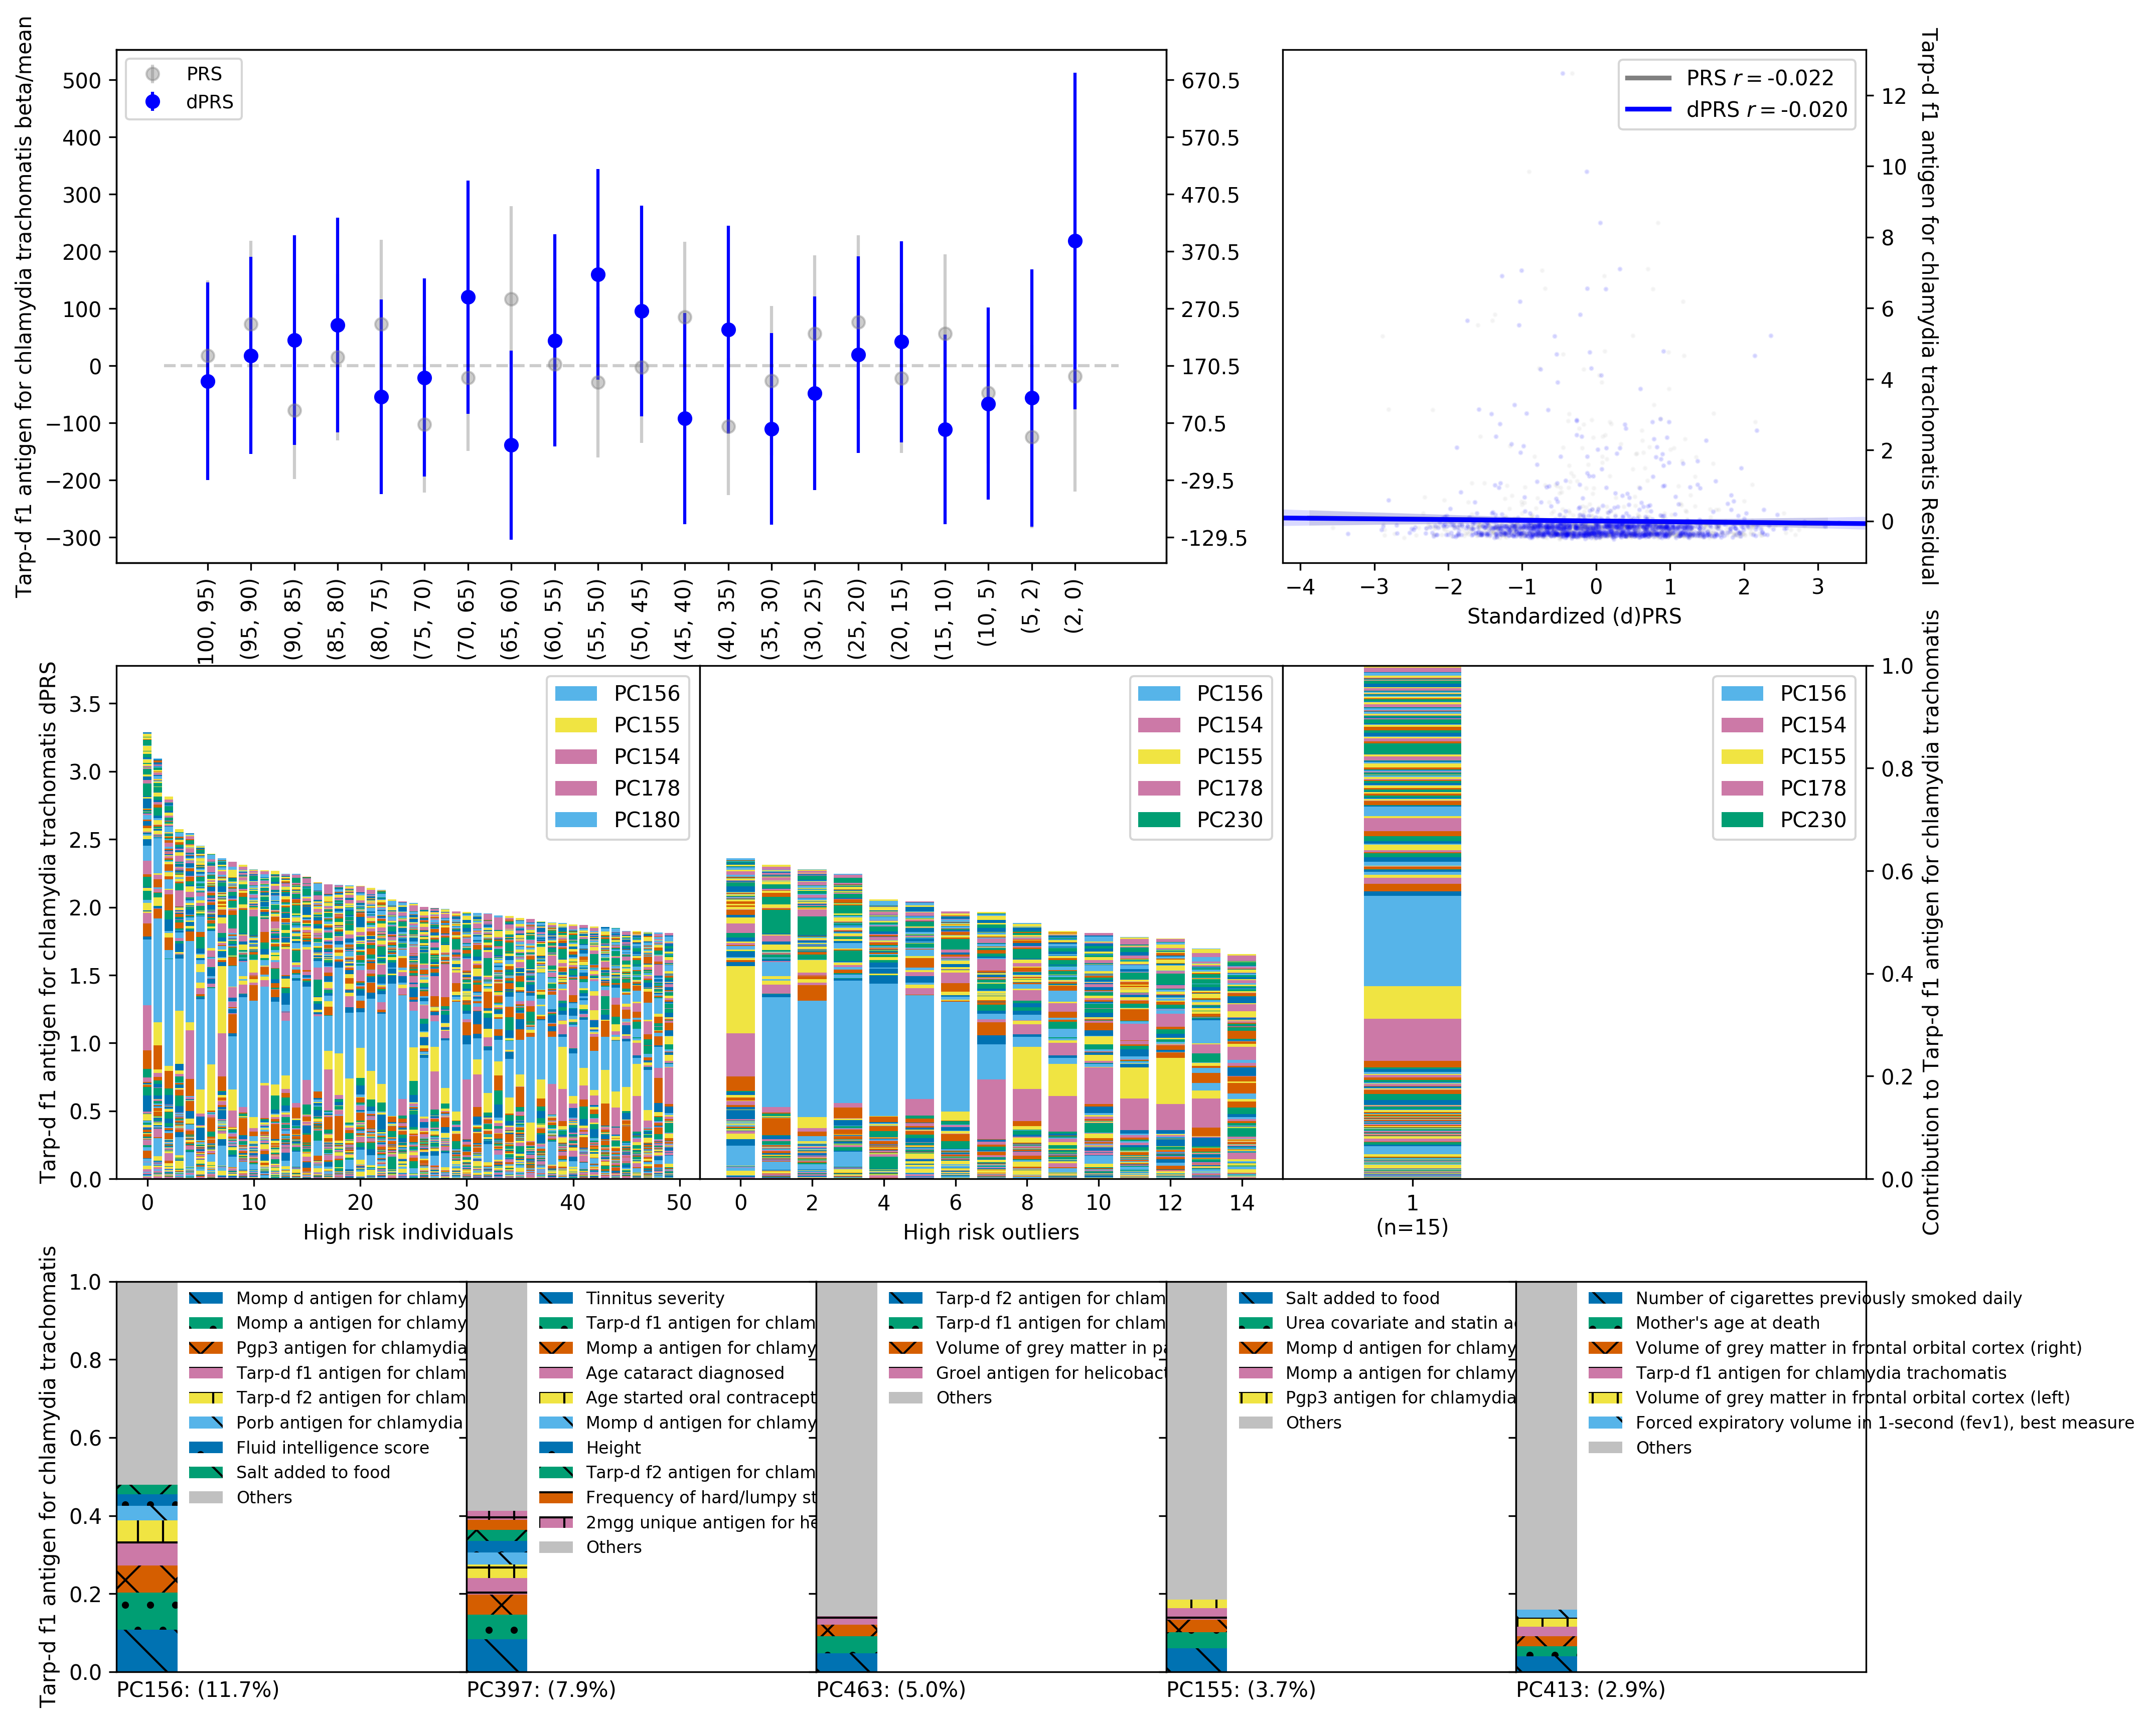 Tarp-d f1 antigen for chlamydia trachomatis beta/mean
500
400
300
200
100
0
−100
−200
−300
PRS
dPRS
670.5
570.5
470.5
370.5
270.5
170.5
70.5
-29.5
-129.5
100, 95)
(95, 90)
(90, 85)
(85, 80)
(80, 75)
(75, 70)
(70, 65)
(65, 60)
(60, 55)
(55, 50)
(50, 45)
(45, 40)
(40, 35)
(35, 30)
(30, 25)
(25, 20)
(20, 15)
(15, 10)
(10, 5)
(5, 2)
(2, 0)
PRS r = -0.022
dPRS r = -0.020
12
10
8
6
4
2
0
Tarp-d f1 antigen for chlamydia trachomatis Residual
−4 −3 −2 −1 0 1 2 3
Standardized (d)PRS
Tarp-d f1 antigen for chlamydia trachomatis dPRS
3.5
3.0
2.5
2.0
1.5
1.0
0.5
0.0
PC156
PC155
PC154
PC178
PC180
0 10 20 30 40 50
High risk individuals
PC156
PC154
PC155
PC178
PC230
0 2 4 6 8 10 12 14
High risk outliers
PC156
PC154
PC155
PC178
PC230
1
(n=15)
1.0
0.8
0.6
0.4
0.2
0.0
Contribution to Tarp-d f1 antigen for chlamydia trachomatis
Tarp-d f1 antigen for chlamydia trachomatis
1.0
0.8
0.6
0.4
0.2
0.0
Momp d antigen for chlamy
Momp a antigen for chlamy
Pgp3 antigen for chlamydia
Tarp-d f1 antigen for chlam
Tarp-d f2 antigen for chlam
Porb antigen for chlamydia
Fluid intelligence score
Salt added to food
Others
PC156: (11.7%)
Tinnitus severity
Tarp-d f1 antigen for chlam
Momp a antigen for chlamy
Age cataract diagnosed
Age started oral contracept
Momp d antigen for chlamy
Height
Tarp-d f2 antigen for chlam
Frequency of hard/lumpy st
2mgg unique antigen for he
Others
PC397: (7.9%)
Tarp-d f2 antigen for chlam
Tarp-d f1 antigen for chlam
Volume of grey matter in pa
Groel antigen for helicobact
Others
PC463: (5.0%)
Salt added to food
Urea covariate and statin a
Momp d antigen for chlamy
Momp a antigen for chlamy
Pgp3 antigen for chlamydia
Others
PC155: (3.7%)
Number of cigarettes previously smoked daily
Mother's age at death
Volume of grey matter in frontal orbital cortex (right)
Tarp-d f1 antigen for chlamydia trachomatis
Volume of grey matter in frontal orbital cortex (left)
Forced expiratory volume in 1-second (fev1), best measure
Others
PC413: (2.9%)